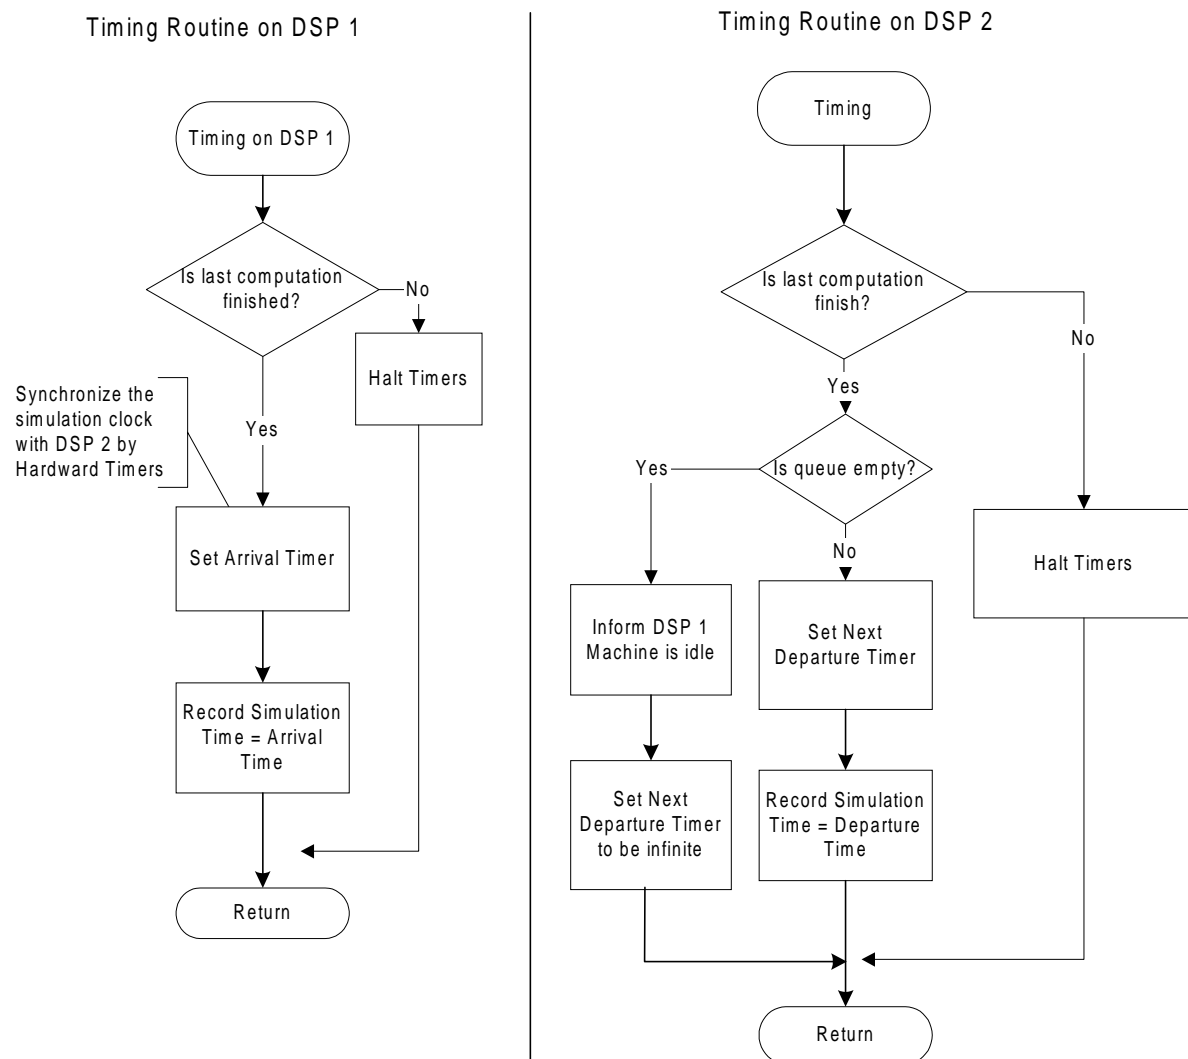 Timing Routine on DSP 1
Timing on DSP 1
Is last computation
finished?
No
Halt Timers
Synchronize the
simulation clock
with DSP 2 by
Hardward Timers
Yes
Set Arrival Timer
Record Simulation
Time = Arrival
Time
Return
Timing Routine on DSP 2
Timing
Is last computation
finish?
No
Yes
Is queue empty?
Yes
No
Halt Timers
Inform DSP 1
Machine is idle
Set Next
Departure Timer
Set Next
Departure Timer
to be infinite
Record Simulation
Time = Departure
Time
Return